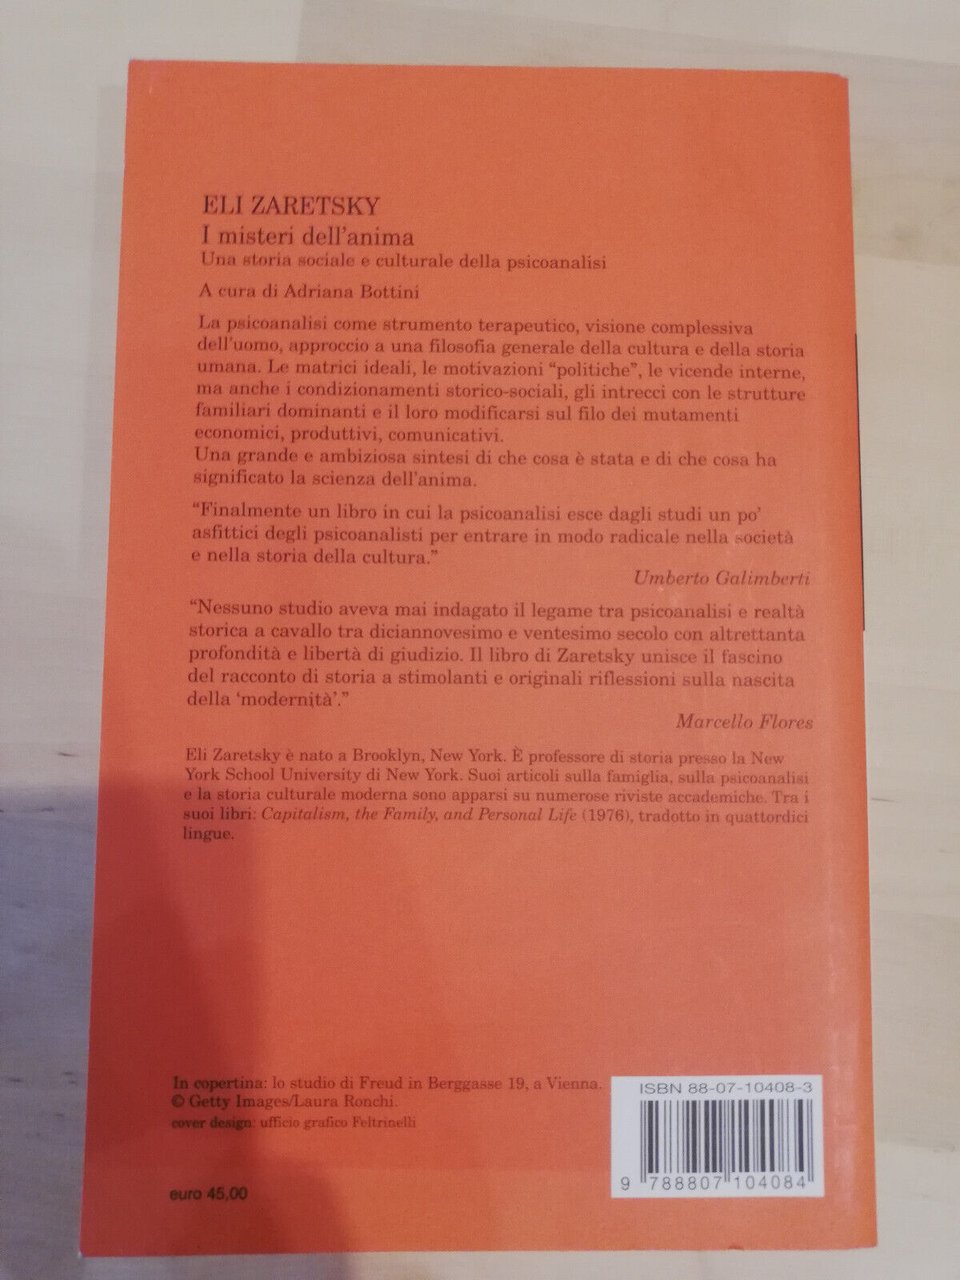 ELI ZARETSKY
I misteri dell'anima
Una storia sociale e culturale della psicoanalisi
A cura di Adriana Bottini
La psicoanalisi come strumento terapeutico, visione complessiva
dell'uomo, approccio a una filosofia generale della cultura e della storia
umana. Le matrici ideali, le motivazioni “politiche”, le vicende interne,
ma anche i condizionamenti storico-sociali, gli intrecci con le strutture
familiari dominanti e il loro modificarsi sul filo dei mutamenti
economici, produttivi, comunicativi.
Una grande e ambiziosa sintesi di che cosa è stata e di che cosa ha
significato la scienza dell'anima.
“Finalmente un libro in cui la psicoanalisi esce dagli studi un po'
asfittici degli psicoanalisti per entrare in modo radicale nella società
e nella storia della cultura.”
Umberto Galimberti
“Nessuno studio aveva mai indagato il legame tra psicoanalisi e realtà
storica a cavallo tra diciannovesimo e ventesimo secolo con altrettanta
profondità e libertà di giudizio. Il libro di Zaretsky unisce il fascino
del racconto di storia a stimolanti e originali riflessioni sulla nascita
della ‘modernità’.”
Marcello Flores
Eli Zaretsky è nato a Brooklyn, New York. È professore di storia presso la New
York School University di New York. Suoi articoli sulla famiglia, sulla psicoanalisi
e la storia culturale moderna sono apparsi su numerose riviste accademiche. Tra i
suoi libri: Capitalism, the Family, and Personal Life (1976), tradotto in quattordici
lingue.
In copertina: lo studio di Freud in Berggasse 19, a Vienna.
© Getty Images/Laura Ronchi.
cover design: ufficio grafico Feltrinelli
ISBN 88-07-10408-3
9 788807 104084
euro 45,00